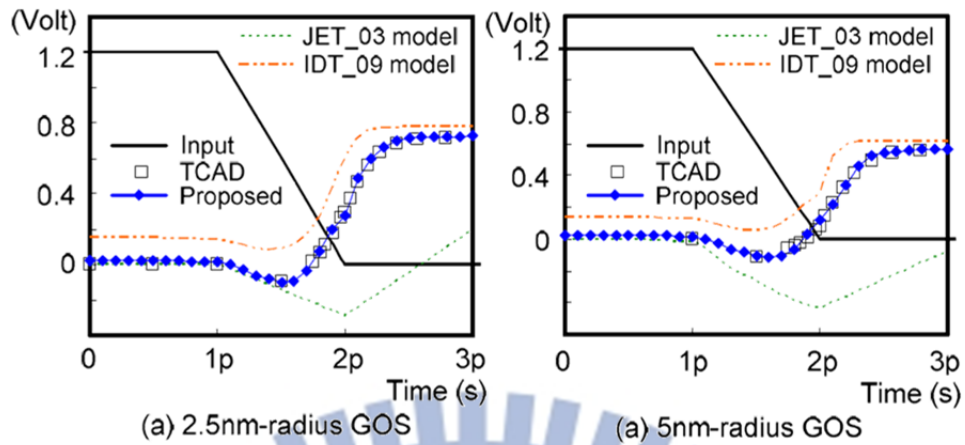 (Volt)
1.2
0.8
0.4
0
JET_03 model
IDT_09 model
Input
TCAD
Proposed
0
1p
2p
3p
Time (s)
(a) 2.5nm-radius GOS
(Volt)
1.2
0.8
0.4
0
JET_03 model
IDT_09 model
Input
TCAD
Proposed
0
1p
2p
3p
Time (s)
(a) 5nm-radius GOS